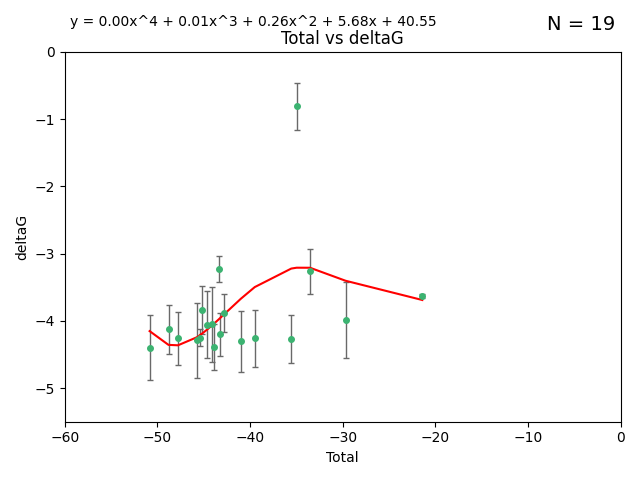 y = 0.00x^4 + 0.01x^3 + 0.26x^2 + 5.68x + 40.55
N = 19
Total vs deltaG
0
−1
−2
−3
−4
−5
deltaG
−60
−50
−40
−30
−20
−10
0
Total